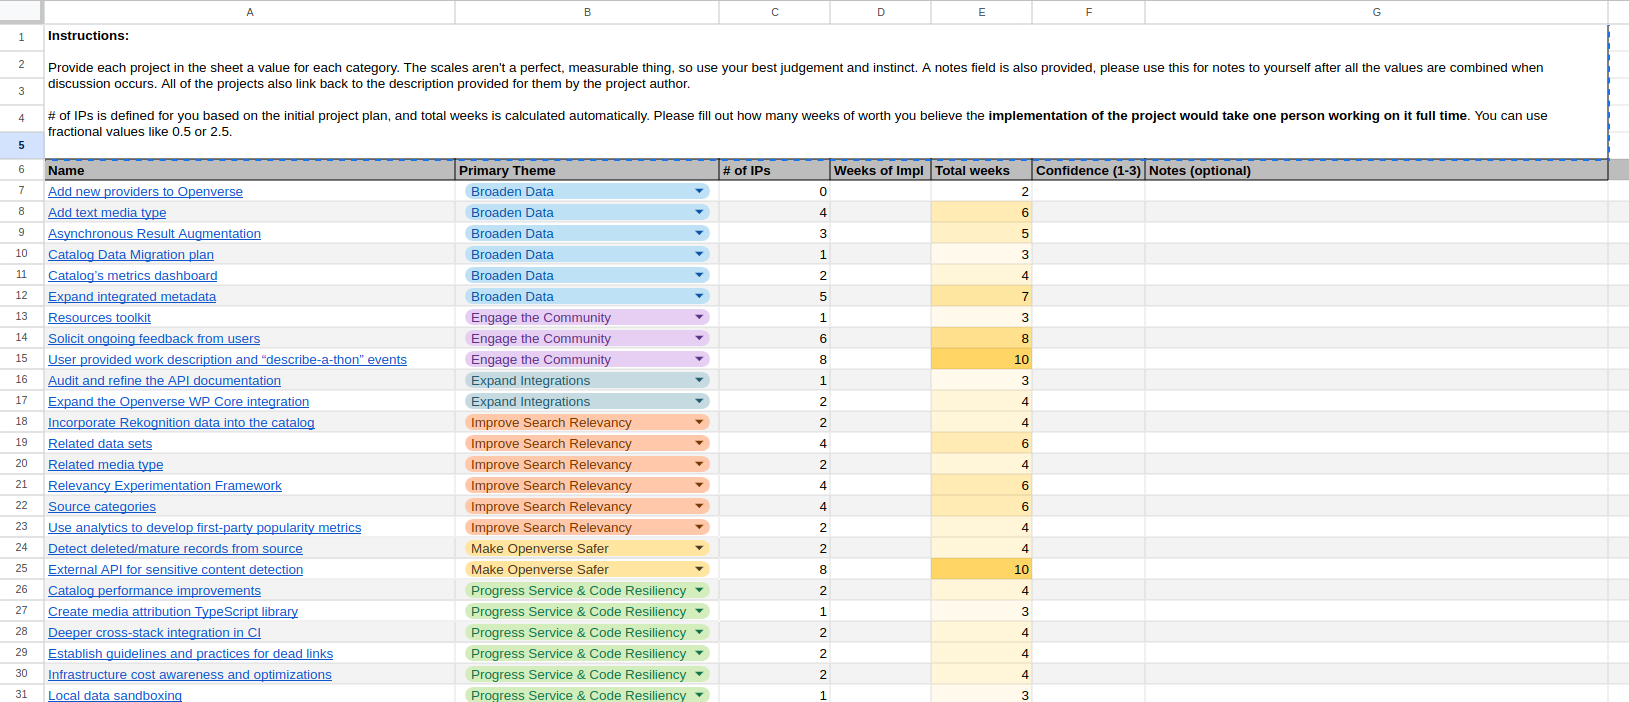 A B C D E F G
1 Instructions:
2 Provide each project in the sheet a value for each category. The scales aren't a perfect, measurable thing, so use your best judgement and instinct. A notes field is also provided, please use this for notes to yourself after all the values are combined when
3 discussion occurs. All of the projects also link back to the description provided for them by the project author.
4 # of IPs is defined for you based on the initial project plan, and total weeks is calculated automatically. Please fill out how many weeks of worth you believe the implementation of the project would take one person working on it full time. You can use
5 fractional values like 0.5 or 2.5.
6 Name Primary Theme # of IPs Weeks of Impl Total weeks Confidence (1-3) Notes (optional)
7 Add new providers to Openverse Broaden Data 0 2
8 Add text media type Broaden Data 4 6
9 Asynchronous Result Augmentation Broaden Data 3 5
10 Catalog Data Migration plan Broaden Data 1 3
11 Catalog’s metrics dashboard Broaden Data 2 4
12 Expand integrated metadata Broaden Data 5 7
13 Resources toolkit Engage the Community 1 3
14 Solicit ongoing feedback from users Engage the Community 6 8
15 User provided work description and “describe-a-thon” events Engage the Community 8 10
16 Audit and refine the API documentation Expand Integrations 1 3
17 Expand the Openverse WP Core integration Expand Integrations 2 4
18 Incorporate Rekognition data into the catalog Improve Search Relevancy 2 4
19 Related data sets Improve Search Relevancy 4 6
20 Related media type Improve Search Relevancy 2 4
21 Relevancy Experimentation Framework Improve Search Relevancy 4 6
22 Source categories Improve Search Relevancy 4 6
23 Use analytics to develop first-party popularity metrics Improve Search Relevancy 2 4
24 Detect deleted/mature records from source Make Openverse Safer 2 4
25 External API for sensitive content detection Make Openverse Safer 8 10
26 Catalog performance improvements Progress Service & Code Resiliency 2 4
27 Create media attribution TypeScript library Progress Service & Code Resiliency 1 3
28 Deeper cross-stack integration in CI Progress Service & Code Resiliency 2 4
29 Establish guidelines and practices for dead links Progress Service & Code Resiliency 2 4
30 Infrastructure cost awareness and optimizations Progress Service & Code Resiliency 2 4
31 Local data sandboxing Progress Service & Code Resiliency 1 3